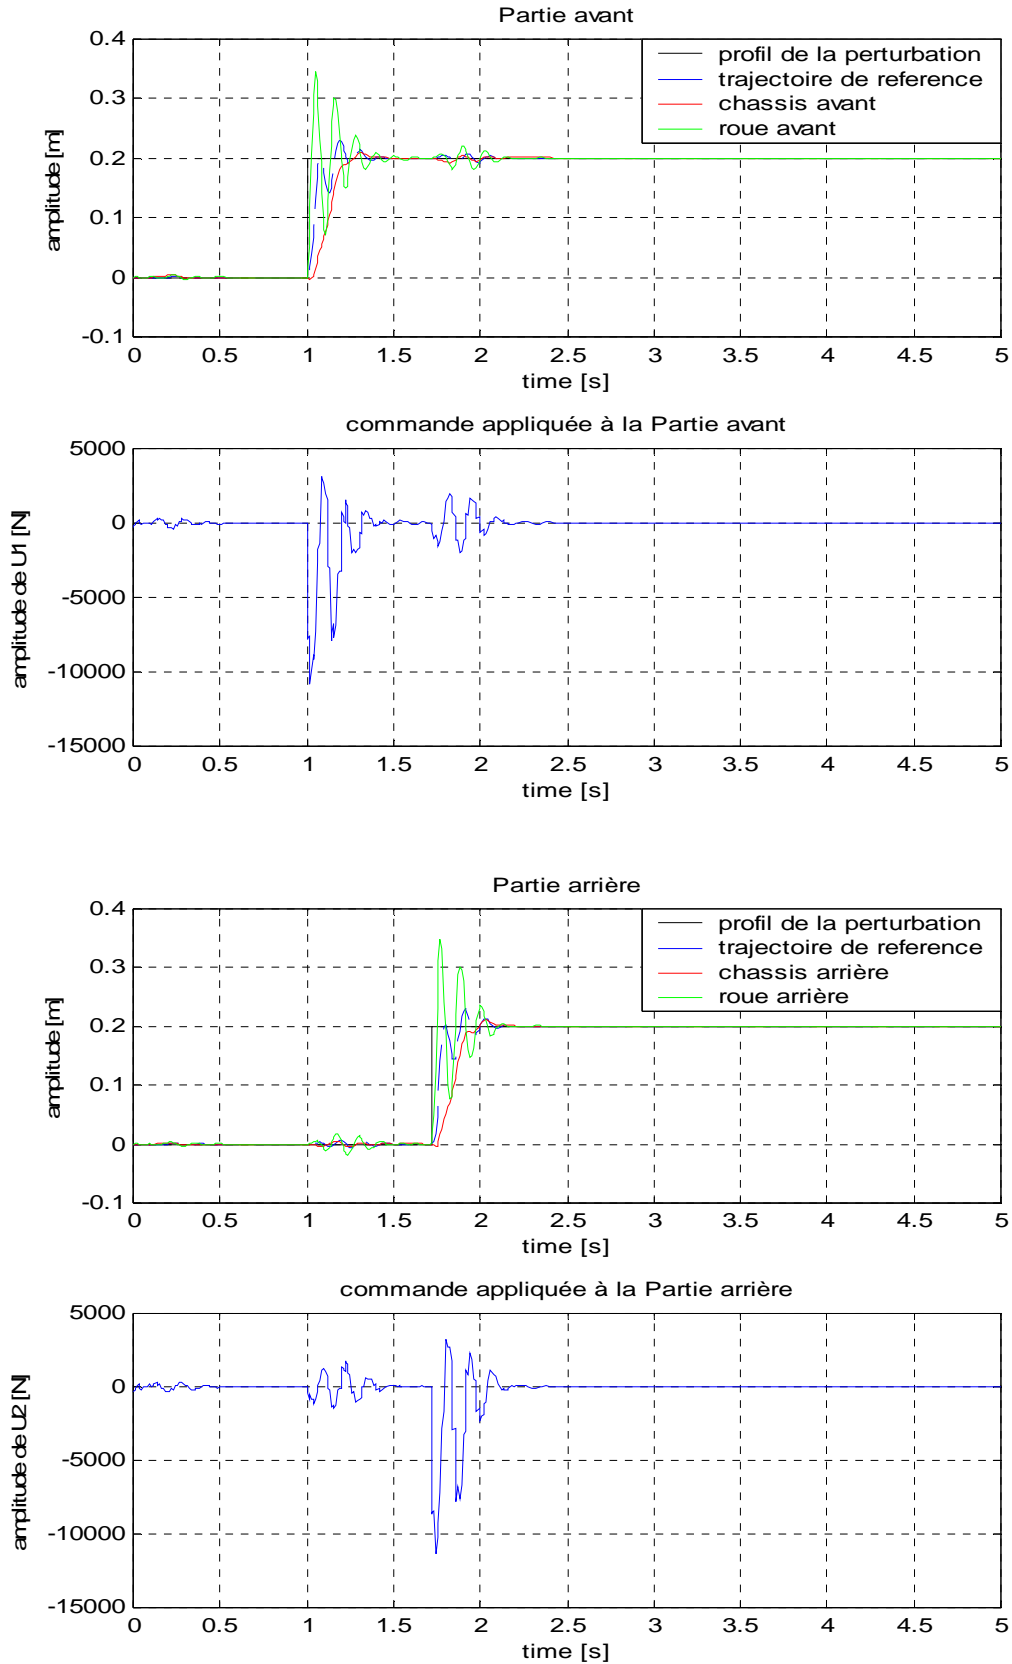 Partie avant
0.4
0.3
0.2
0.1
0
-0.1
amplitude [m]
profil de la perturbation
trajectoire de reference
chassis avant
roue avant
0 0.5 1 1.5 2 2.5 3 3.5 4 4.5 5
time [s]
commande appliquée à la Partie avant
5000
0
-5000
-10000
-15000
amplitude de U1 [N]
0 0.5 1 1.5 2 2.5 3 3.5 4 4.5 5
time [s]
Partie arrière
0.4
0.3
0.2
0.1
0
-0.1
amplitude [m]
profil de la perturbation
trajectoire de reference
chassis arrière
roue arrière
0 0.5 1 1.5 2 2.5 3 3.5 4 4.5 5
time [s]
commande appliquée à la Partie arrière
5000
0
-5000
-10000
-15000
amplitude de U2 [N]
0 0.5 1 1.5 2 2.5 3 3.5 4 4.5 5
time [s]